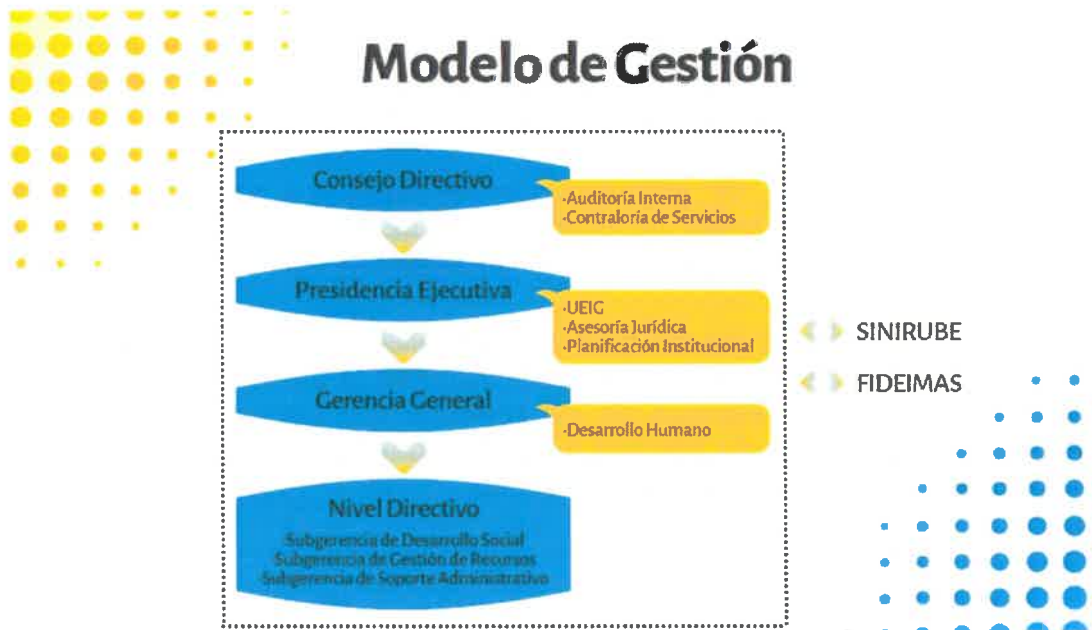 Modelo de Gestión
Consejo Directivo
·Auditoría Interna
·Contraloría de Servicios
Presidencia Ejecutiva
·UEIG
·Asesoría Jurídica
·Planificación Institucional
SINIRUBE
FIDEIMAS
Gerencia General
·Desarrollo Humano
Nivel Directivo
·Subgerencia de Desarrollo Social
·Subgerencia de Gestión de Recursos
·Subgerencia de Soporte Administrativo